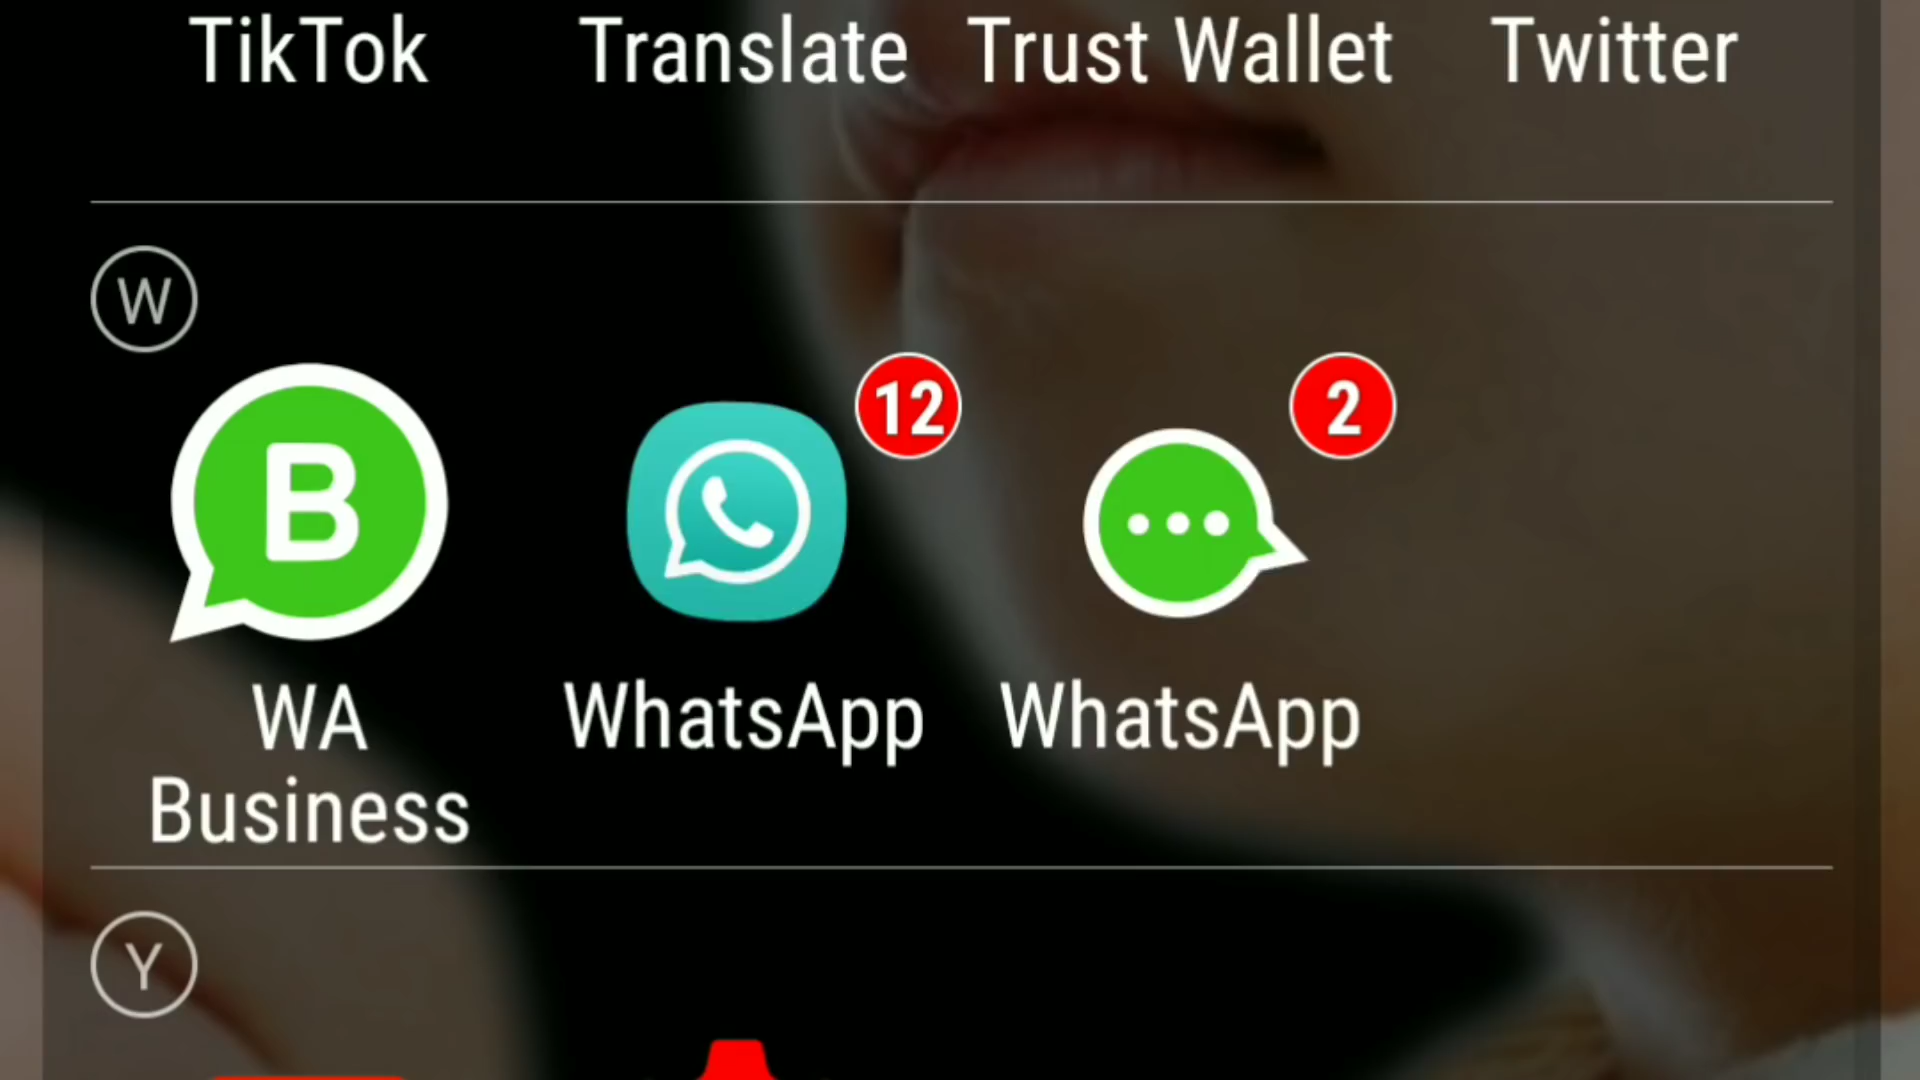 TikTok Translate Trust Wallet Twitter
W
B
12
2
WA WhatsApp WhatsApp
Business
Y